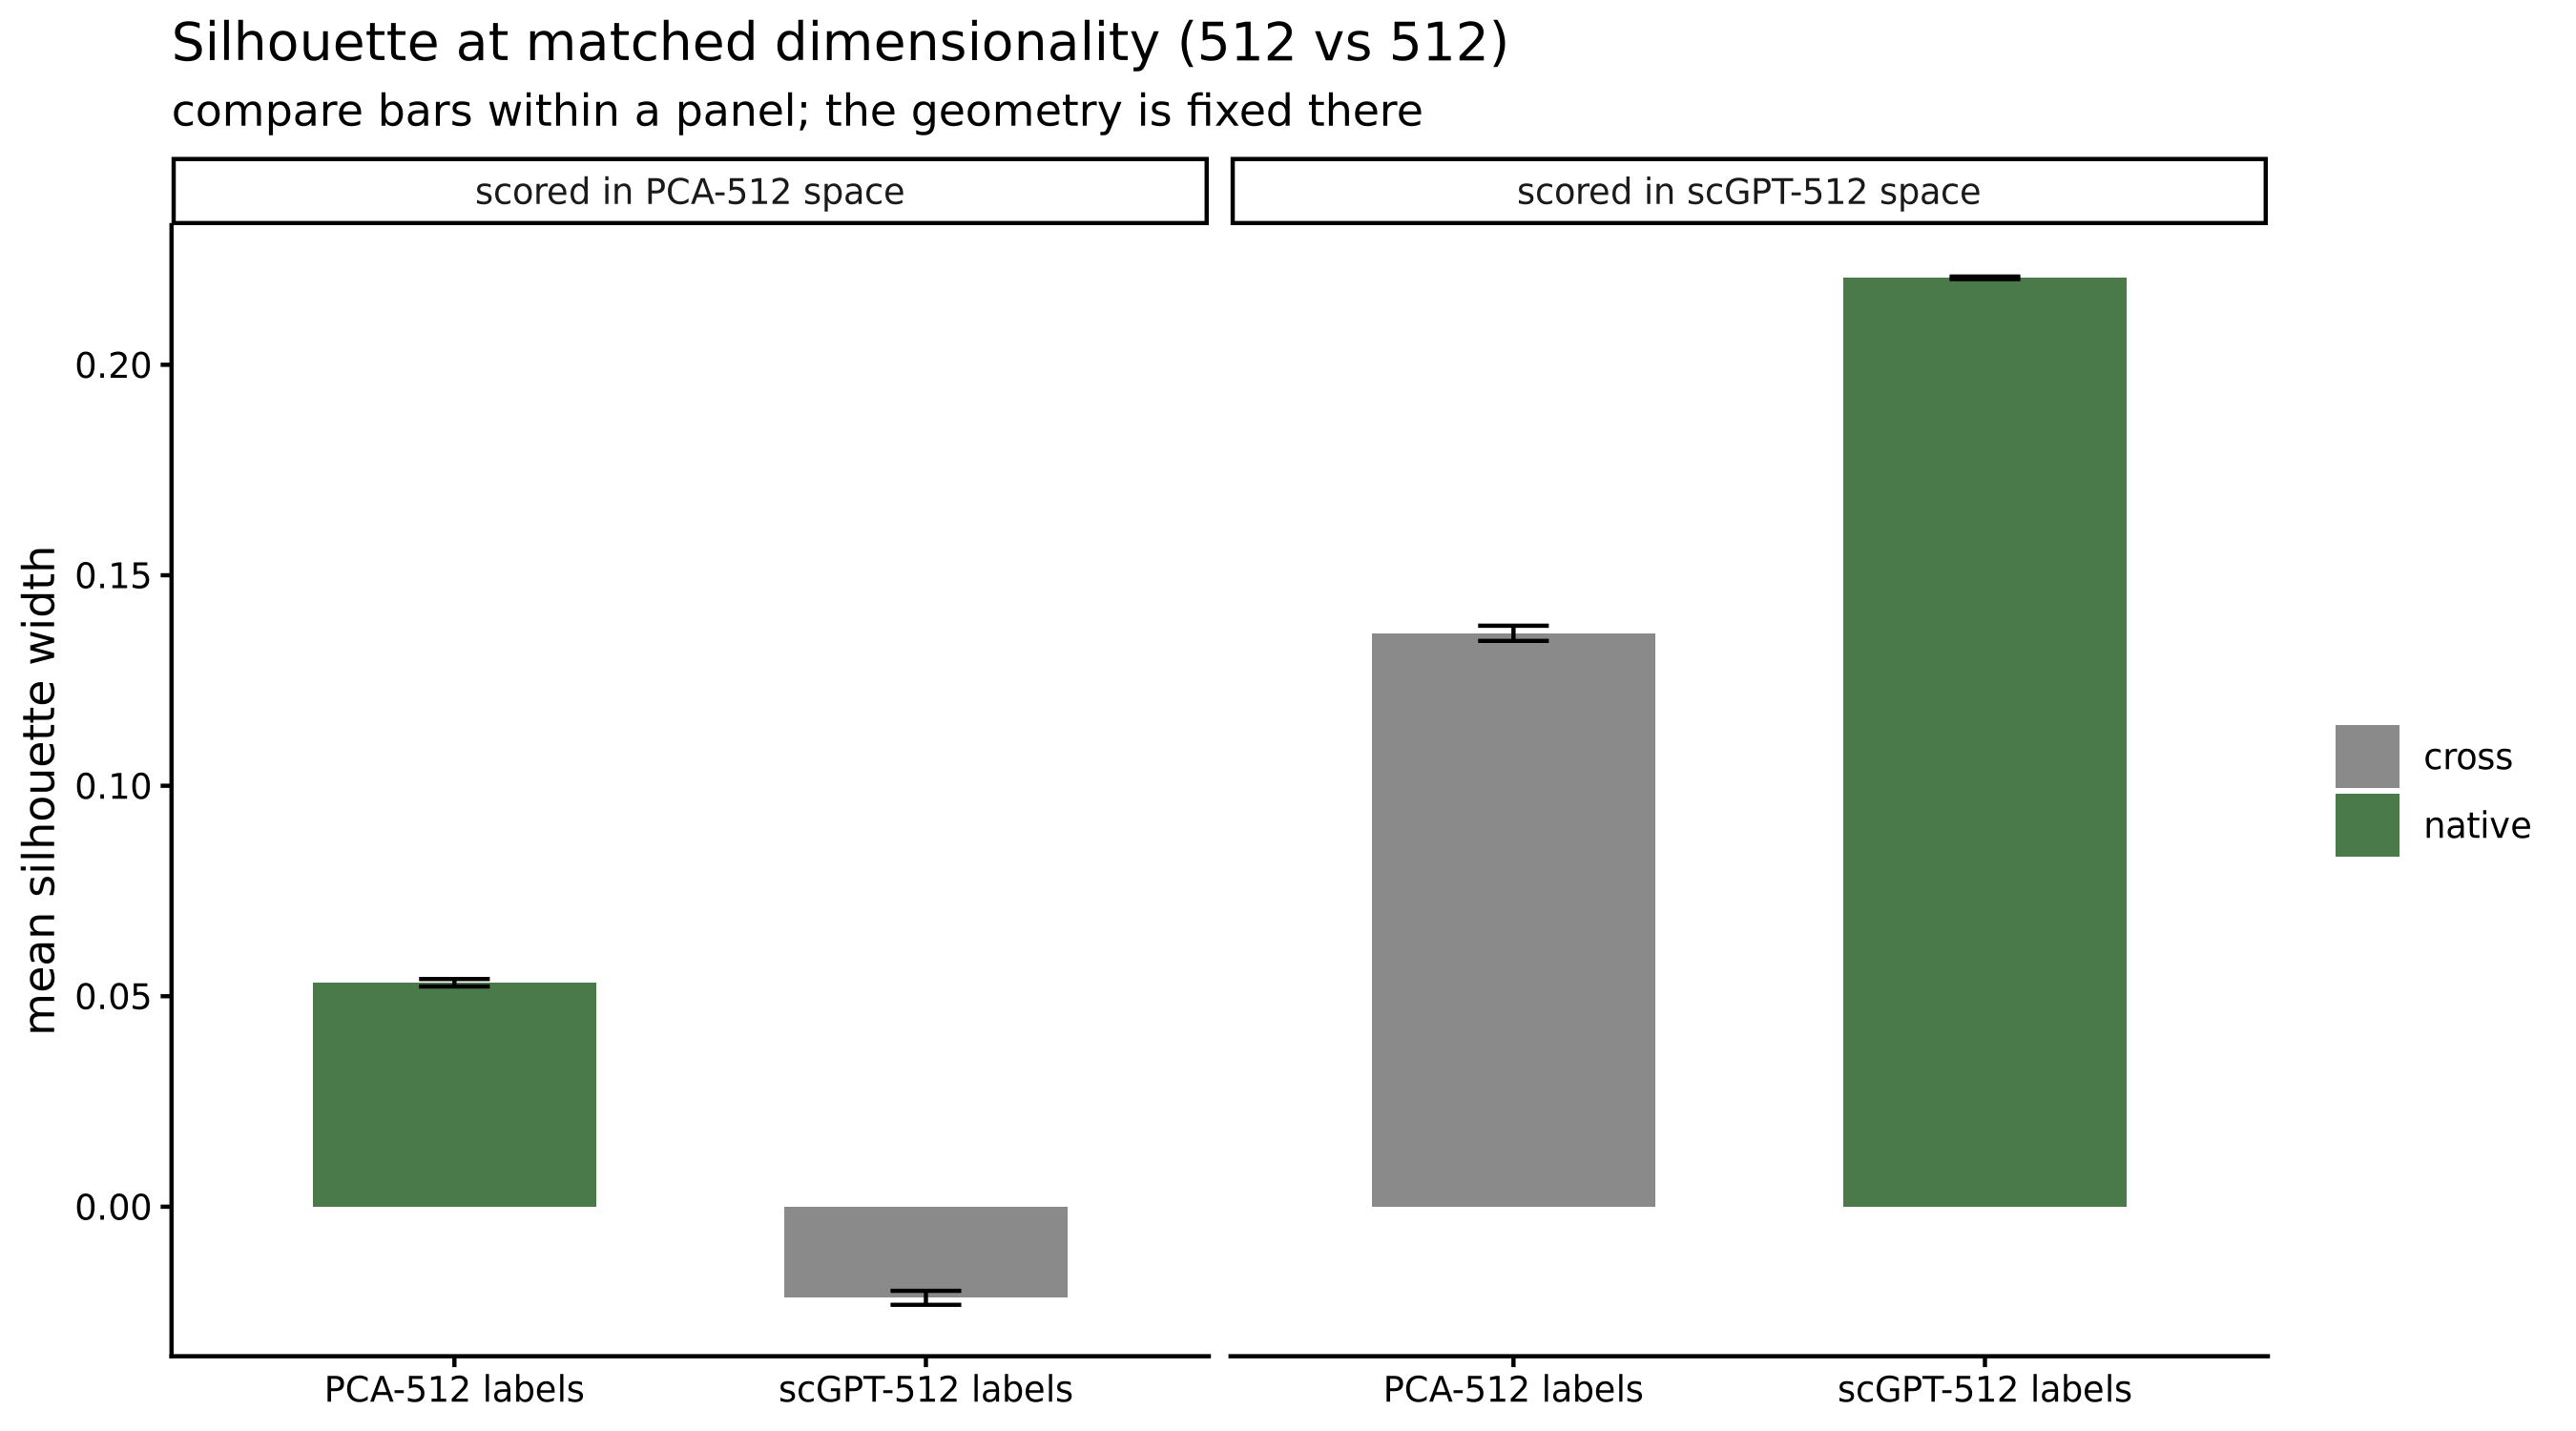 Silhouette at matched dimensionality (512 vs 512)
compare bars within a panel; the geometry is fixed there
scored in PCA-512 space
scored in scGPT-512 space
mean silhouette width
0.20
0.15
0.10
0.05
0.00
PCA-512 labels
scGPT-512 labels
PCA-512 labels
scGPT-512 labels
cross
native